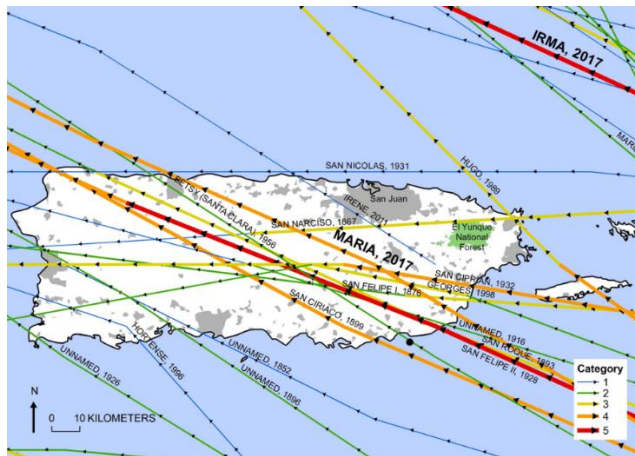 IRMA, 2017
MARI
HUGO, 1989
SAN NICOLAS, 1931
BETSY (SANTA CLARA), 1956
IRENE, 2011
San Juan
SAN NARCISO, 1867
El Yunque
National
Forest
MARIA, 2017
SAN CIPRIAN, 1932
SAN FELIPE I, 1876
GEORGES, 1998
SAN CIRIACO, 1899
UNNAMED, 1916
SAN ROQUE, 1893
SAN FELIPE II, 1928
HORTENSE, 1996
UNNAMED, 1852
UNNAMED, 1926
UNNAMED, 1896
N
0 10 KILOMETERS
Category
1
2
3
4
5